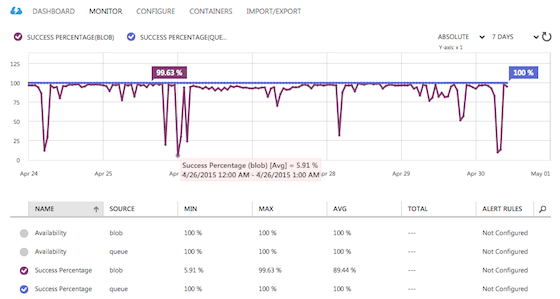 DASHBOARD MONITOR CONFIGURE CONTAINERS IMPORT/EXPORT
SUCCESS PERCENTAGE(BLOB) SUCCESS PERCENTAGE(QUE... ABSOLUTE 7 DAYS
Y-axis: x 1
125
100
75
50
25
0
99.63 %
100 %
Success Percentage (blob) [Avg] = 5.91 %
4/26/2015 12:00 AM - 4/26/2015 1:00 AM
Apr 24 Apr 25 Apr 26 Apr 27 Apr 28 Apr 29 Apr 30 May 01
NAME SOURCE MIN MAX AVG TOTAL ALERT RULES
Availability blob 100 % 100 % 100 % --- Not Configured
Availability queue 100 % 100 % 100 % --- Not Configured
Success Percentage blob 5.91 % 99.63 % 89.44 % --- Not Configured
Success Percentage queue 100 % 100 % 100 % --- Not Configured